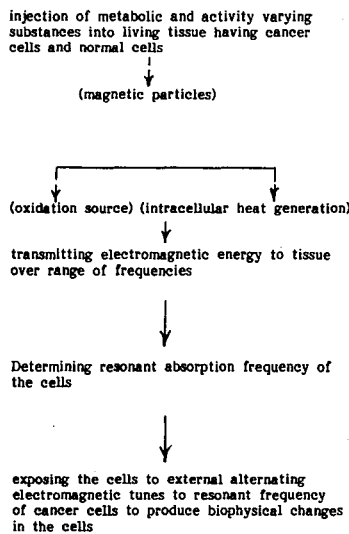 injection of metabolic and activity varying
substances into living tissue having cancer
cells and normal cells
(magnetic particles)
(oxidation source) (intracellular heat generation)
transmitting electromagnetic energy to tissue
over range of frequencies
Determining resonant absorption frequency of
the cells
exposing the cells to external alternating
electromagnetic tunes to resonant frequency
of cancer cells to produce biophysical changes
in the cells